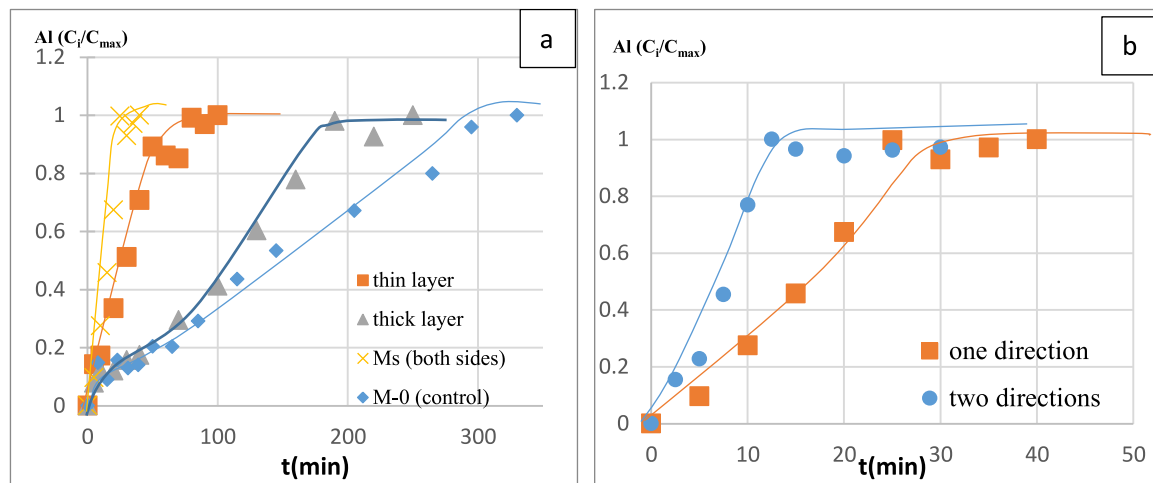 Al (Ci/Cmax)
a
1.2
1
0.8
0.6
0.4
0.2
0
0 100 200 300
t(min)
thin layer
thick layer
Ms (both sides)
M-0 (control)
Al (Ci/Cmax)
b
1.2
1
0.8
0.6
0.4
0.2
0
0 10 20 30 40 50
t(min)
one direction
two directions